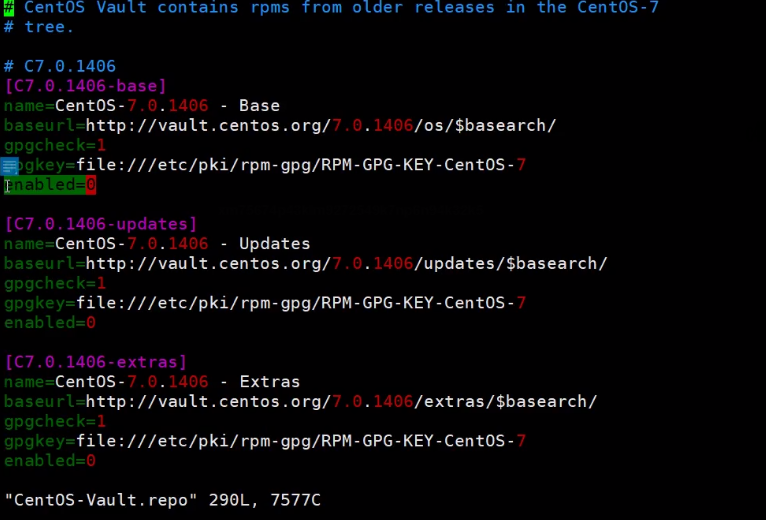 # CentOS Vault contains rpms from older releases in the CentOS-7
# tree.
# C7.0.1406
[C7.0.1406-base]
name=CentOS-7.0.1406 - Base
baseurl=http://vault.centos.org/7.0.1406/os/$basearch/
gpgcheck=1
gpgkey=file:///etc/pki/rpm-gpg/RPM-GPG-KEY-CentOS-7
enabled=0
[C7.0.1406-updates]
name=CentOS-7.0.1406 - Updates
baseurl=http://vault.centos.org/7.0.1406/updates/$basearch/
gpgcheck=1
gpgkey=file:///etc/pki/rpm-gpg/RPM-GPG-KEY-CentOS-7
enabled=0
[C7.0.1406-extras]
name=CentOS-7.0.1406 - Extras
baseurl=http://vault.centos.org/7.0.1406/extras/$basearch/
gpgcheck=1
gpgkey=file:///etc/pki/rpm-gpg/RPM-GPG-KEY-CentOS-7
enabled=0
"CentOS-Vault.repo" 290L, 7577C